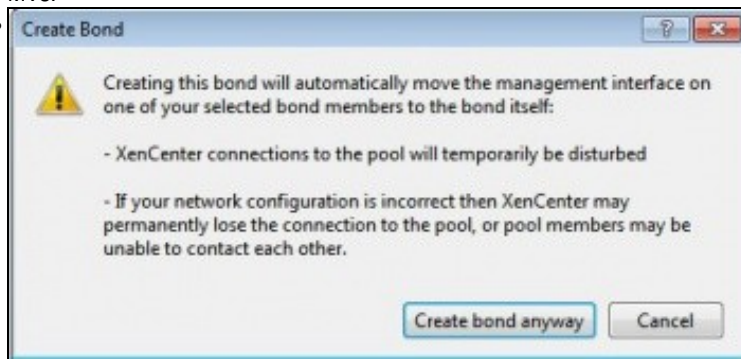 Create Bond
Creating this bond will automatically move the management interface on
one of your selected bond members to the bond itself:
- XenCenter connections to the pool will temporarily be disturbed
- If your network configuration is incorrect then XenCenter may
permanently lose the connection to the pool, or pool members may be
unable to contact each other.
Create bond anyway
Cancel